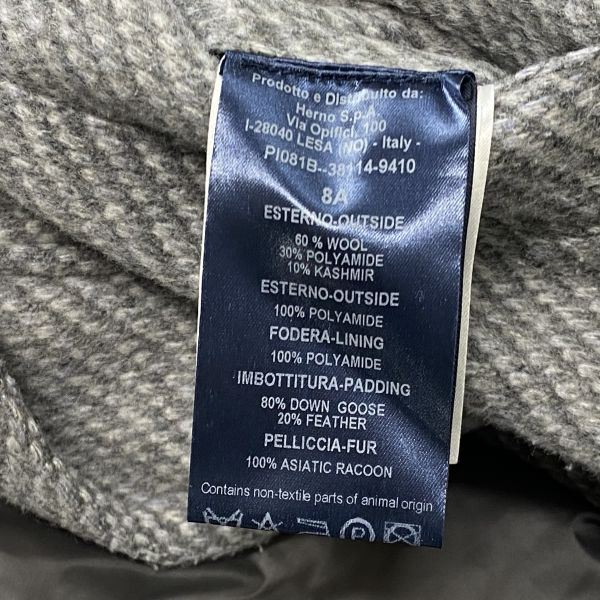 Prodotto e Distribuito da:
Herno S.p.A
Via Opifici, 100
I-28040 LESA (NO) - Italy -
PI081B--38114-9410
8A
ESTERNO-OUTSIDE
60 % WOOL
30% POLYAMIDE
10% KASHMIR
ESTERNO-OUTSIDE
100% POLYAMIDE
FODERA-LINING
100% POLYAMIDE
IMBOTTITURA-PADDING
80% DOWN GOOSE
20% FEATHER
PELLICCIA-FUR
100% ASIATIC RACOON
Contains non-textile parts of animal origin
P